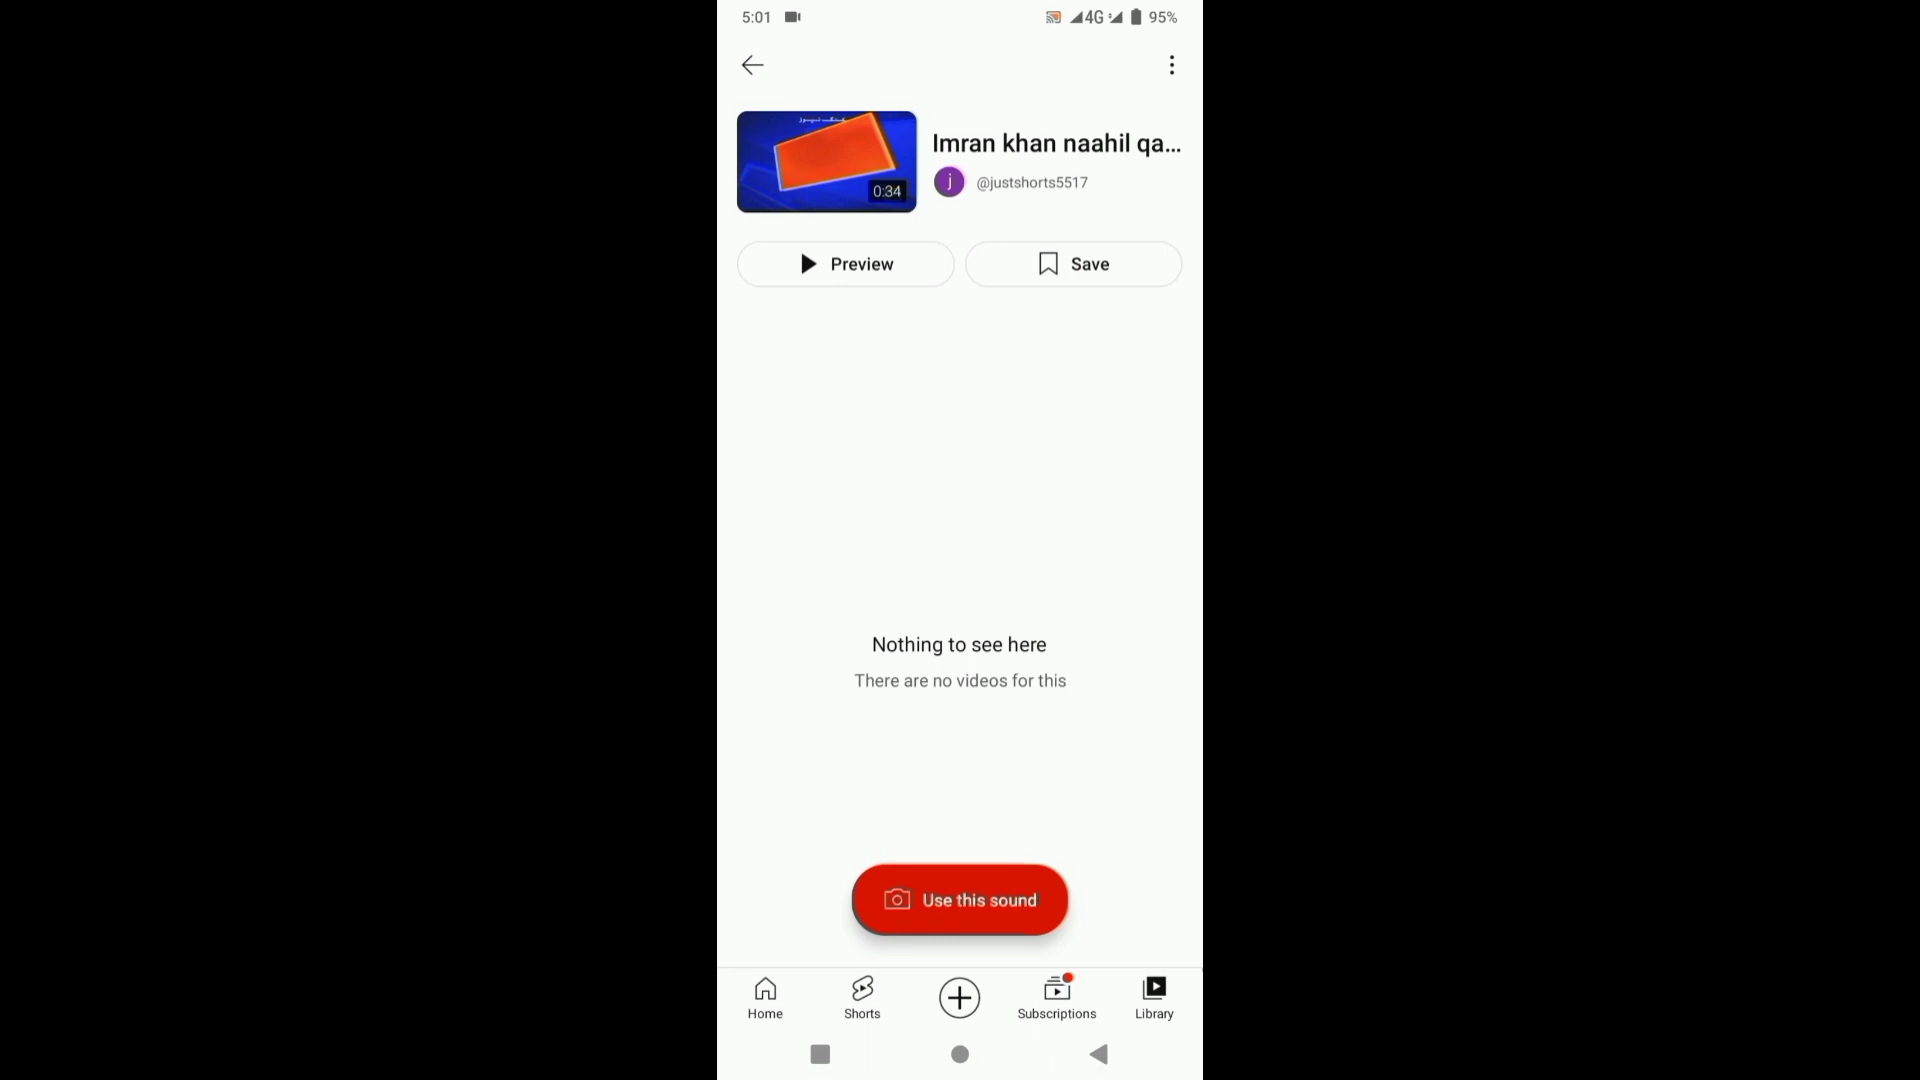 5:01
4G 95%
0:34
Imran khan naahil qa...
j
@justshorts5517
Preview
Save
Nothing to see here
There are no videos for this
Use this sound
Home
Shorts
Subscriptions
Library